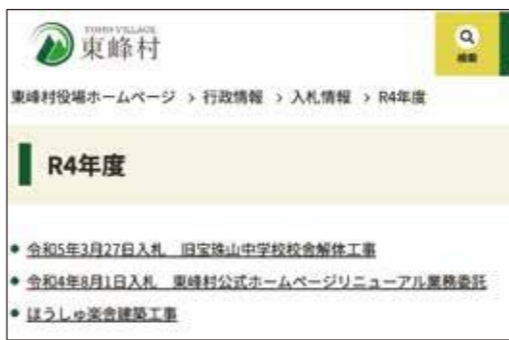 TOHO VILLAGE
東峰村
検索
東峰村役場ホームページ > 行政情報 > 入札情報 > R4年度
R4年度
令和5年3月27日入札 旧宝珠山中学校校舎解体工事
令和4年8月1日入札 東峰村公式ホームページリニューアル業務委託
ほうしゅ楽舎建築工事